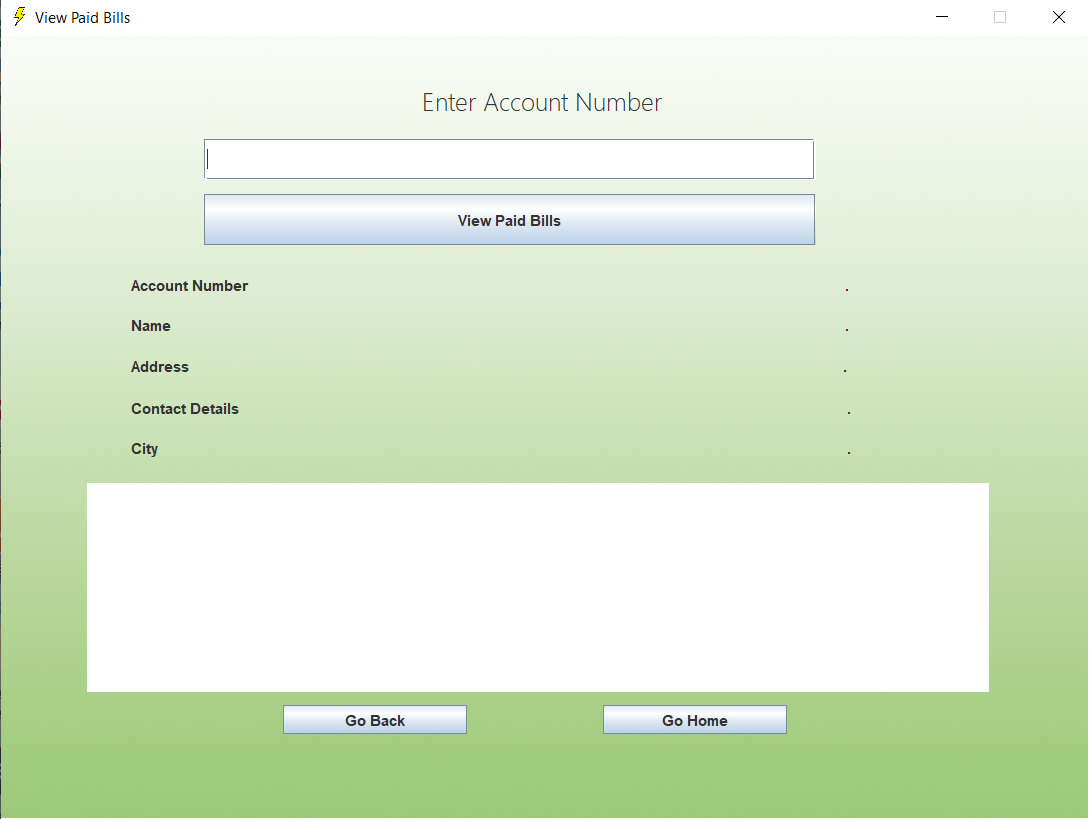 View Paid Bills
Enter Account Number
View Paid Bills
Account Number .
Name .
Address .
Contact Details .
City .
Go Back Go Home